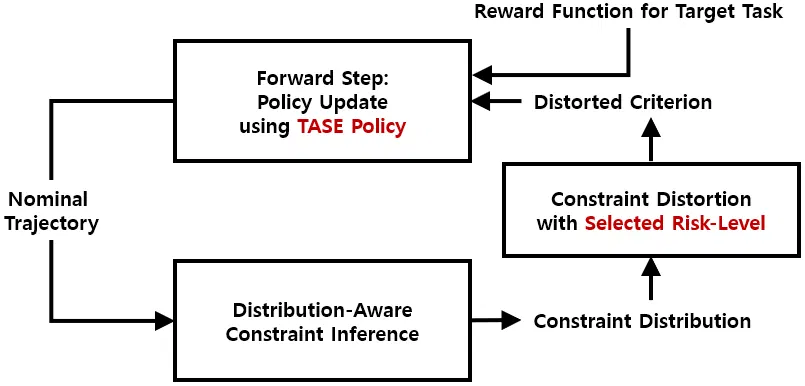 Reward Function for Target Task
Forward Step:
Policy Update
using TASE Policy
Distorted Criterion
Nominal
Trajectory
Constraint Distortion
with Selected Risk-Level
Distribution-Aware
Constraint Inference
Constraint Distribution